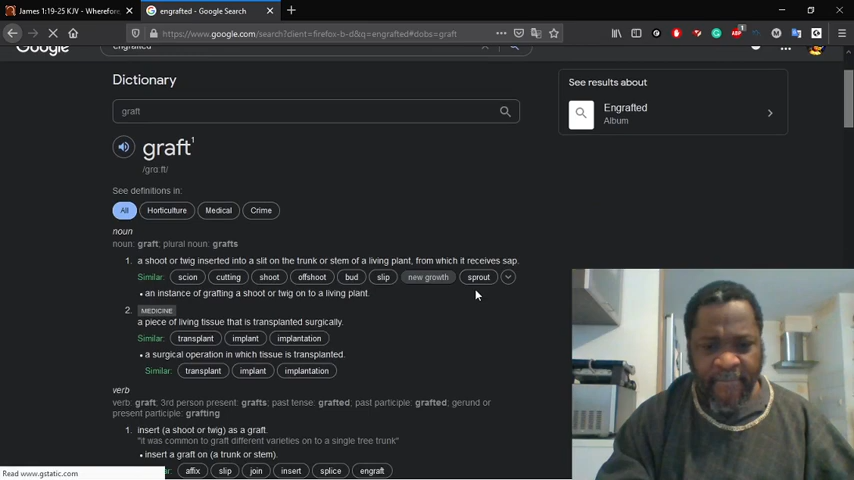 James 1:19-25 KJV - Wherefore,
engrafted - Google Search
https://www.google.com/search?client=firefox-b-d&q=engrafted#dobs=graft
Google
engrafted
Dictionary
graft
graft1
/grɑːft/
See definitions in:
All Horticulture Medical Crime
noun
noun: graft; plural noun: grafts
1. a shoot or twig inserted into a slit on the trunk or stem of a living plant, from which it receives sap.
Similar: scion cutting shoot offshoot bud slip new growth sprout
• an instance of grafting a shoot or twig on to a living plant.
2. MEDICINE
a piece of living tissue that is transplanted surgically.
Similar: transplant implant implantation
• a surgical operation in which tissue is transplanted.
Similar: transplant implant implantation
verb
verb: graft; 3rd person present: grafts; past tense: grafted; past participle: grafted; gerund or
present participle: grafting
1. insert (a shoot or twig) as a graft.
"it was common to graft different varieties on to a single tree trunk"
• insert a graft on (a trunk or stem).
ar: affix slip join insert splice engraft
See results about
Engrafted
Album
Read www.gstatic.com